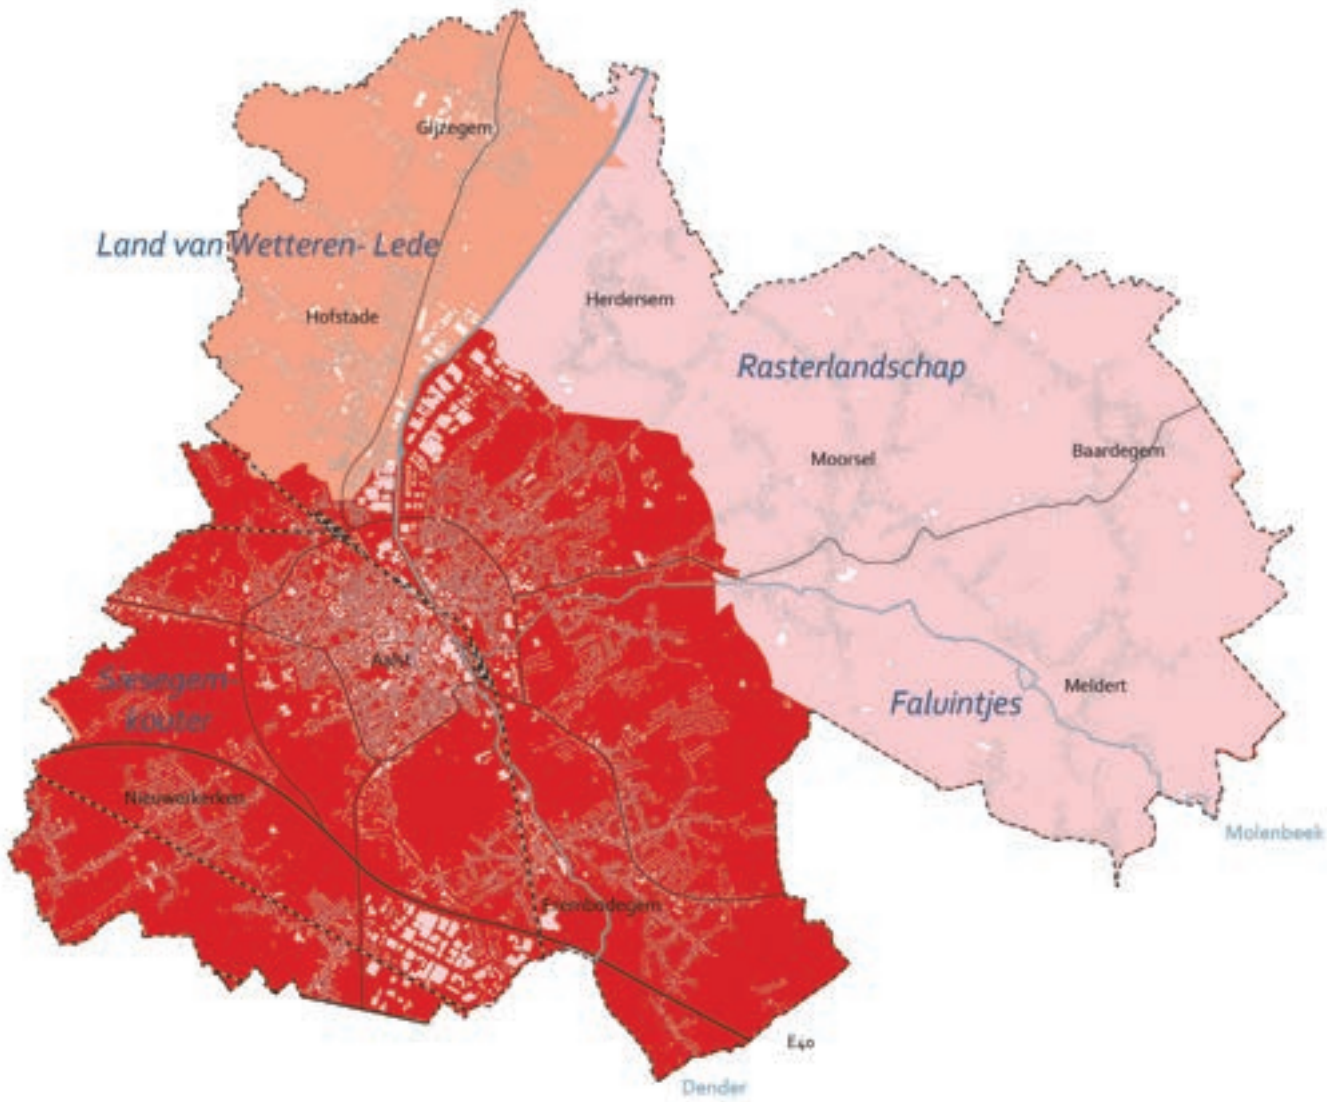 Gijzegem
Land van Wetteren- Lede
Herdersem
Hofstade
Rasterlandschap
Baardegem
Moorsel
Aalst
Siesegem-
kouter
Meldert
Faluintjes
Nieuwerkerken
Molenbeek
Erembodegem
E40
Dender